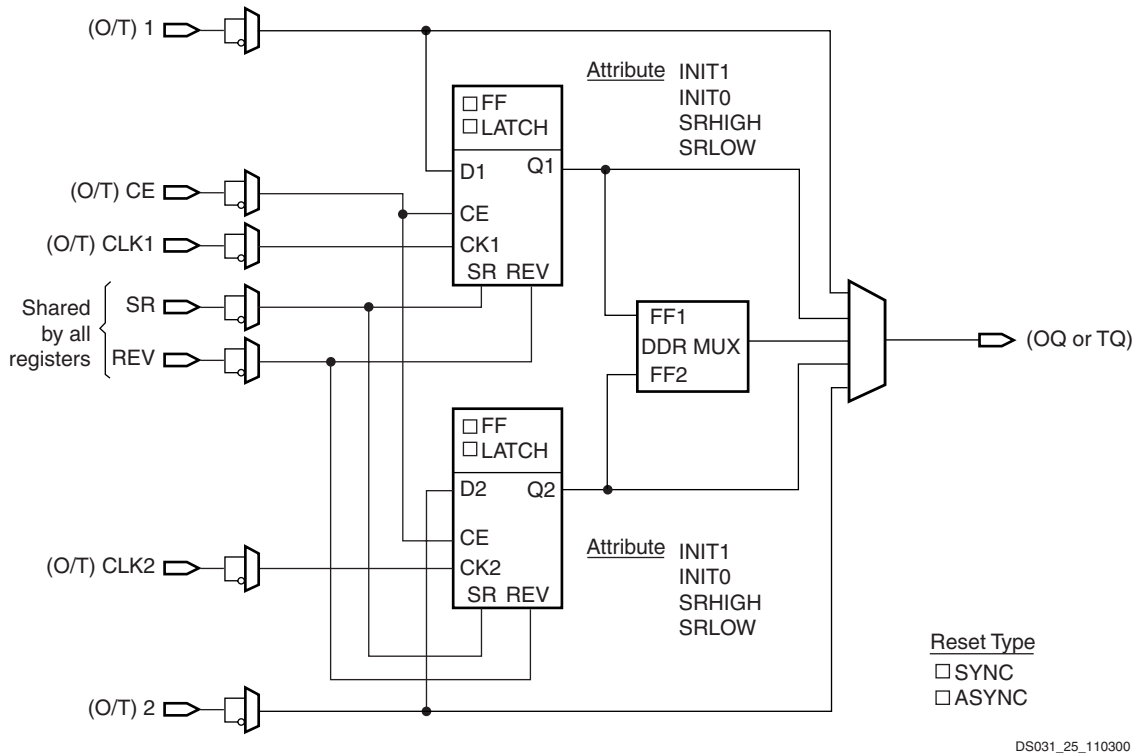 (O/T) 1
Attribute INIT1
INIT0
SRHIGH
SRLOW
FF
LATCH
D1 Q1
CE
CK1
SR REV
(O/T) CE
(O/T) CLK1
Shared
by all
registers
SR
REV
FF1
DDR MUX
FF2
(OQ or TQ)
FF
LATCH
D2 Q2
CE
CK2
SR REV
Attribute INIT1
INIT0
SRHIGH
SRLOW
(O/T) CLK2
(O/T) 2
Reset Type
SYNC
ASYNC
DS031_25_110300